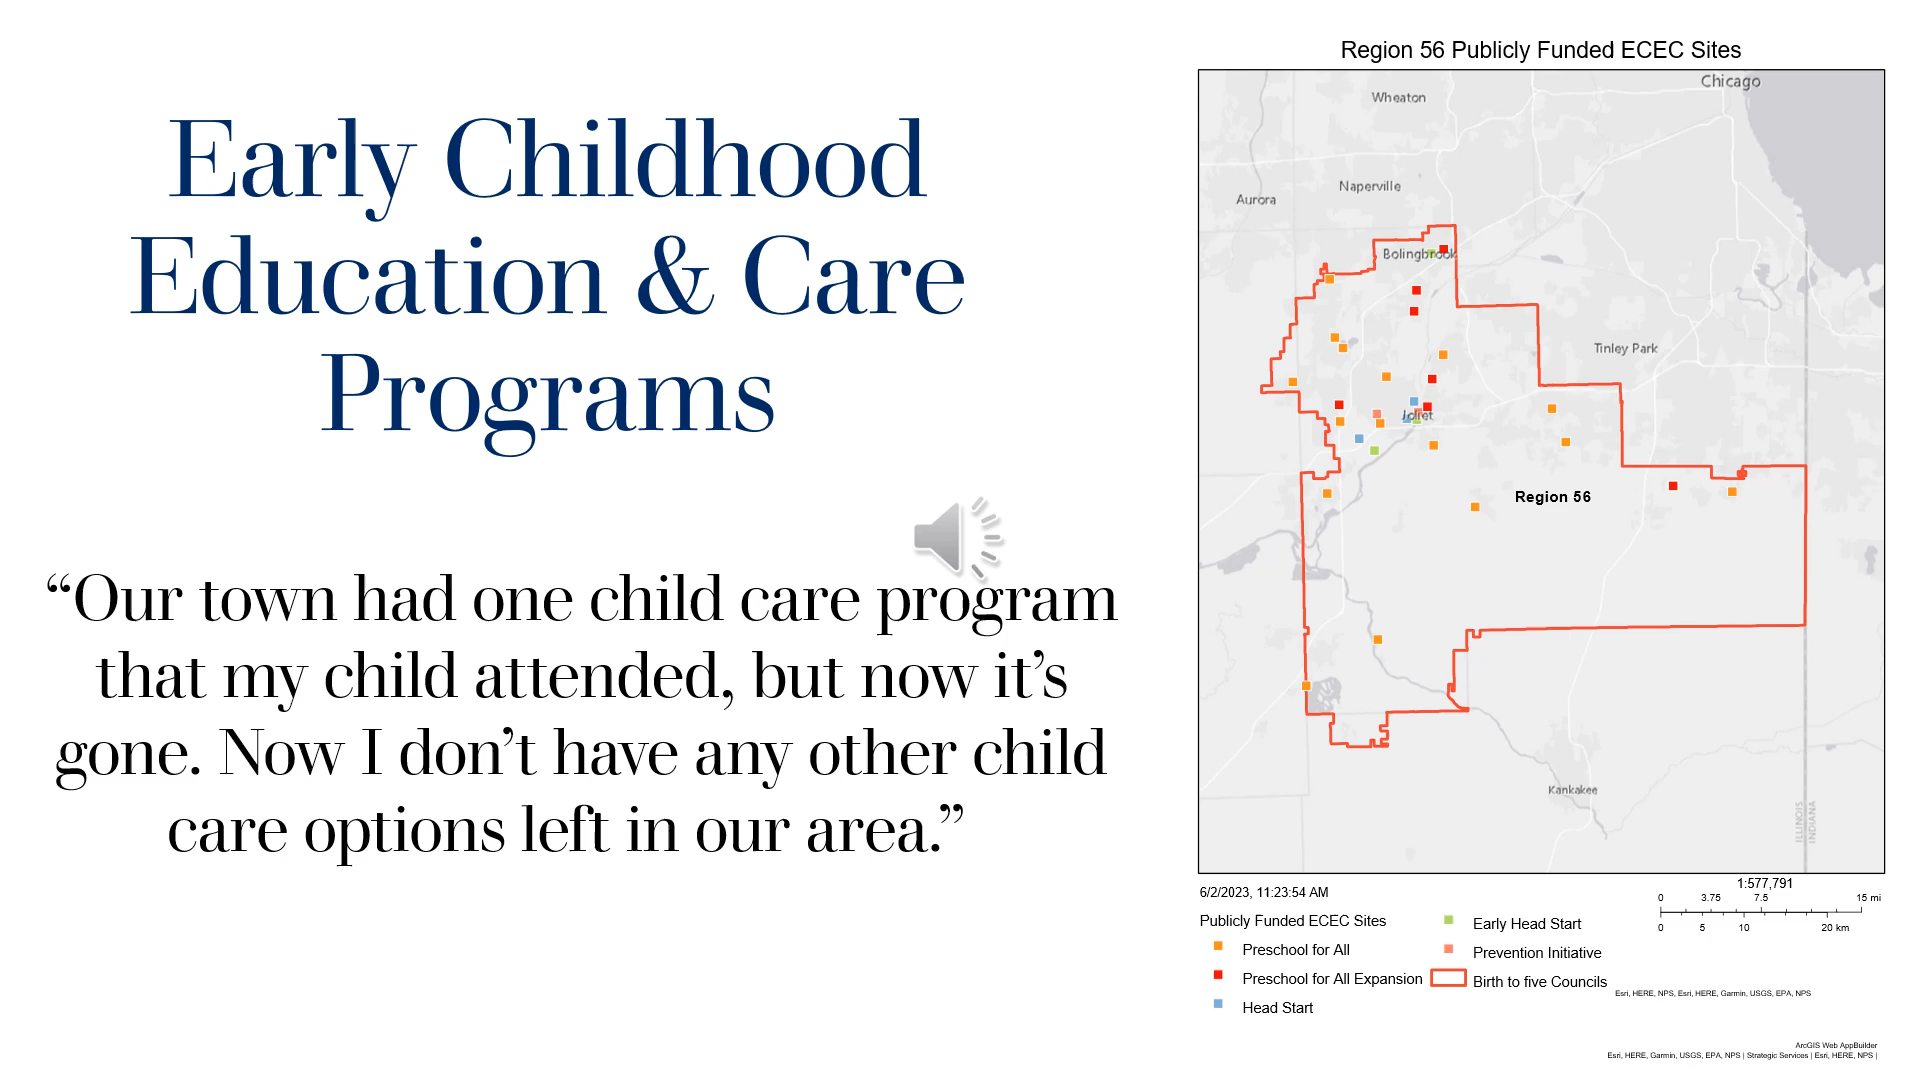 Early Childhood
Education & Care
Programs
“Our town had one child care program
that my child attended, but now it’s
gone. Now I don’t have any other child
care options left in our area.”
Region 56 Publicly Funded ECEC Sites
Chicago
Wheaton
Naperville
Aurora
Bolingbrook
Tinley Park
Joliet
Region 56
Kankakee
ILLINOIS
INDIANA
6/2/2023, 11:23:54 AM
1:577,791
0 3.75 7.5 15 mi
0 5 10 20 km
Publicly Funded ECEC Sites
Preschool for All
Preschool for All Expansion
Head Start
Early Head Start
Prevention Initiative
Birth to five Councils
Esri, HERE, NPS, Esri, HERE, Garmin, USGS, EPA, NPS
ArcGIS Web AppBuilder
Esri, HERE, Garmin, USGS, EPA, NPS | Strategic Services | Esri, HERE, NPS |